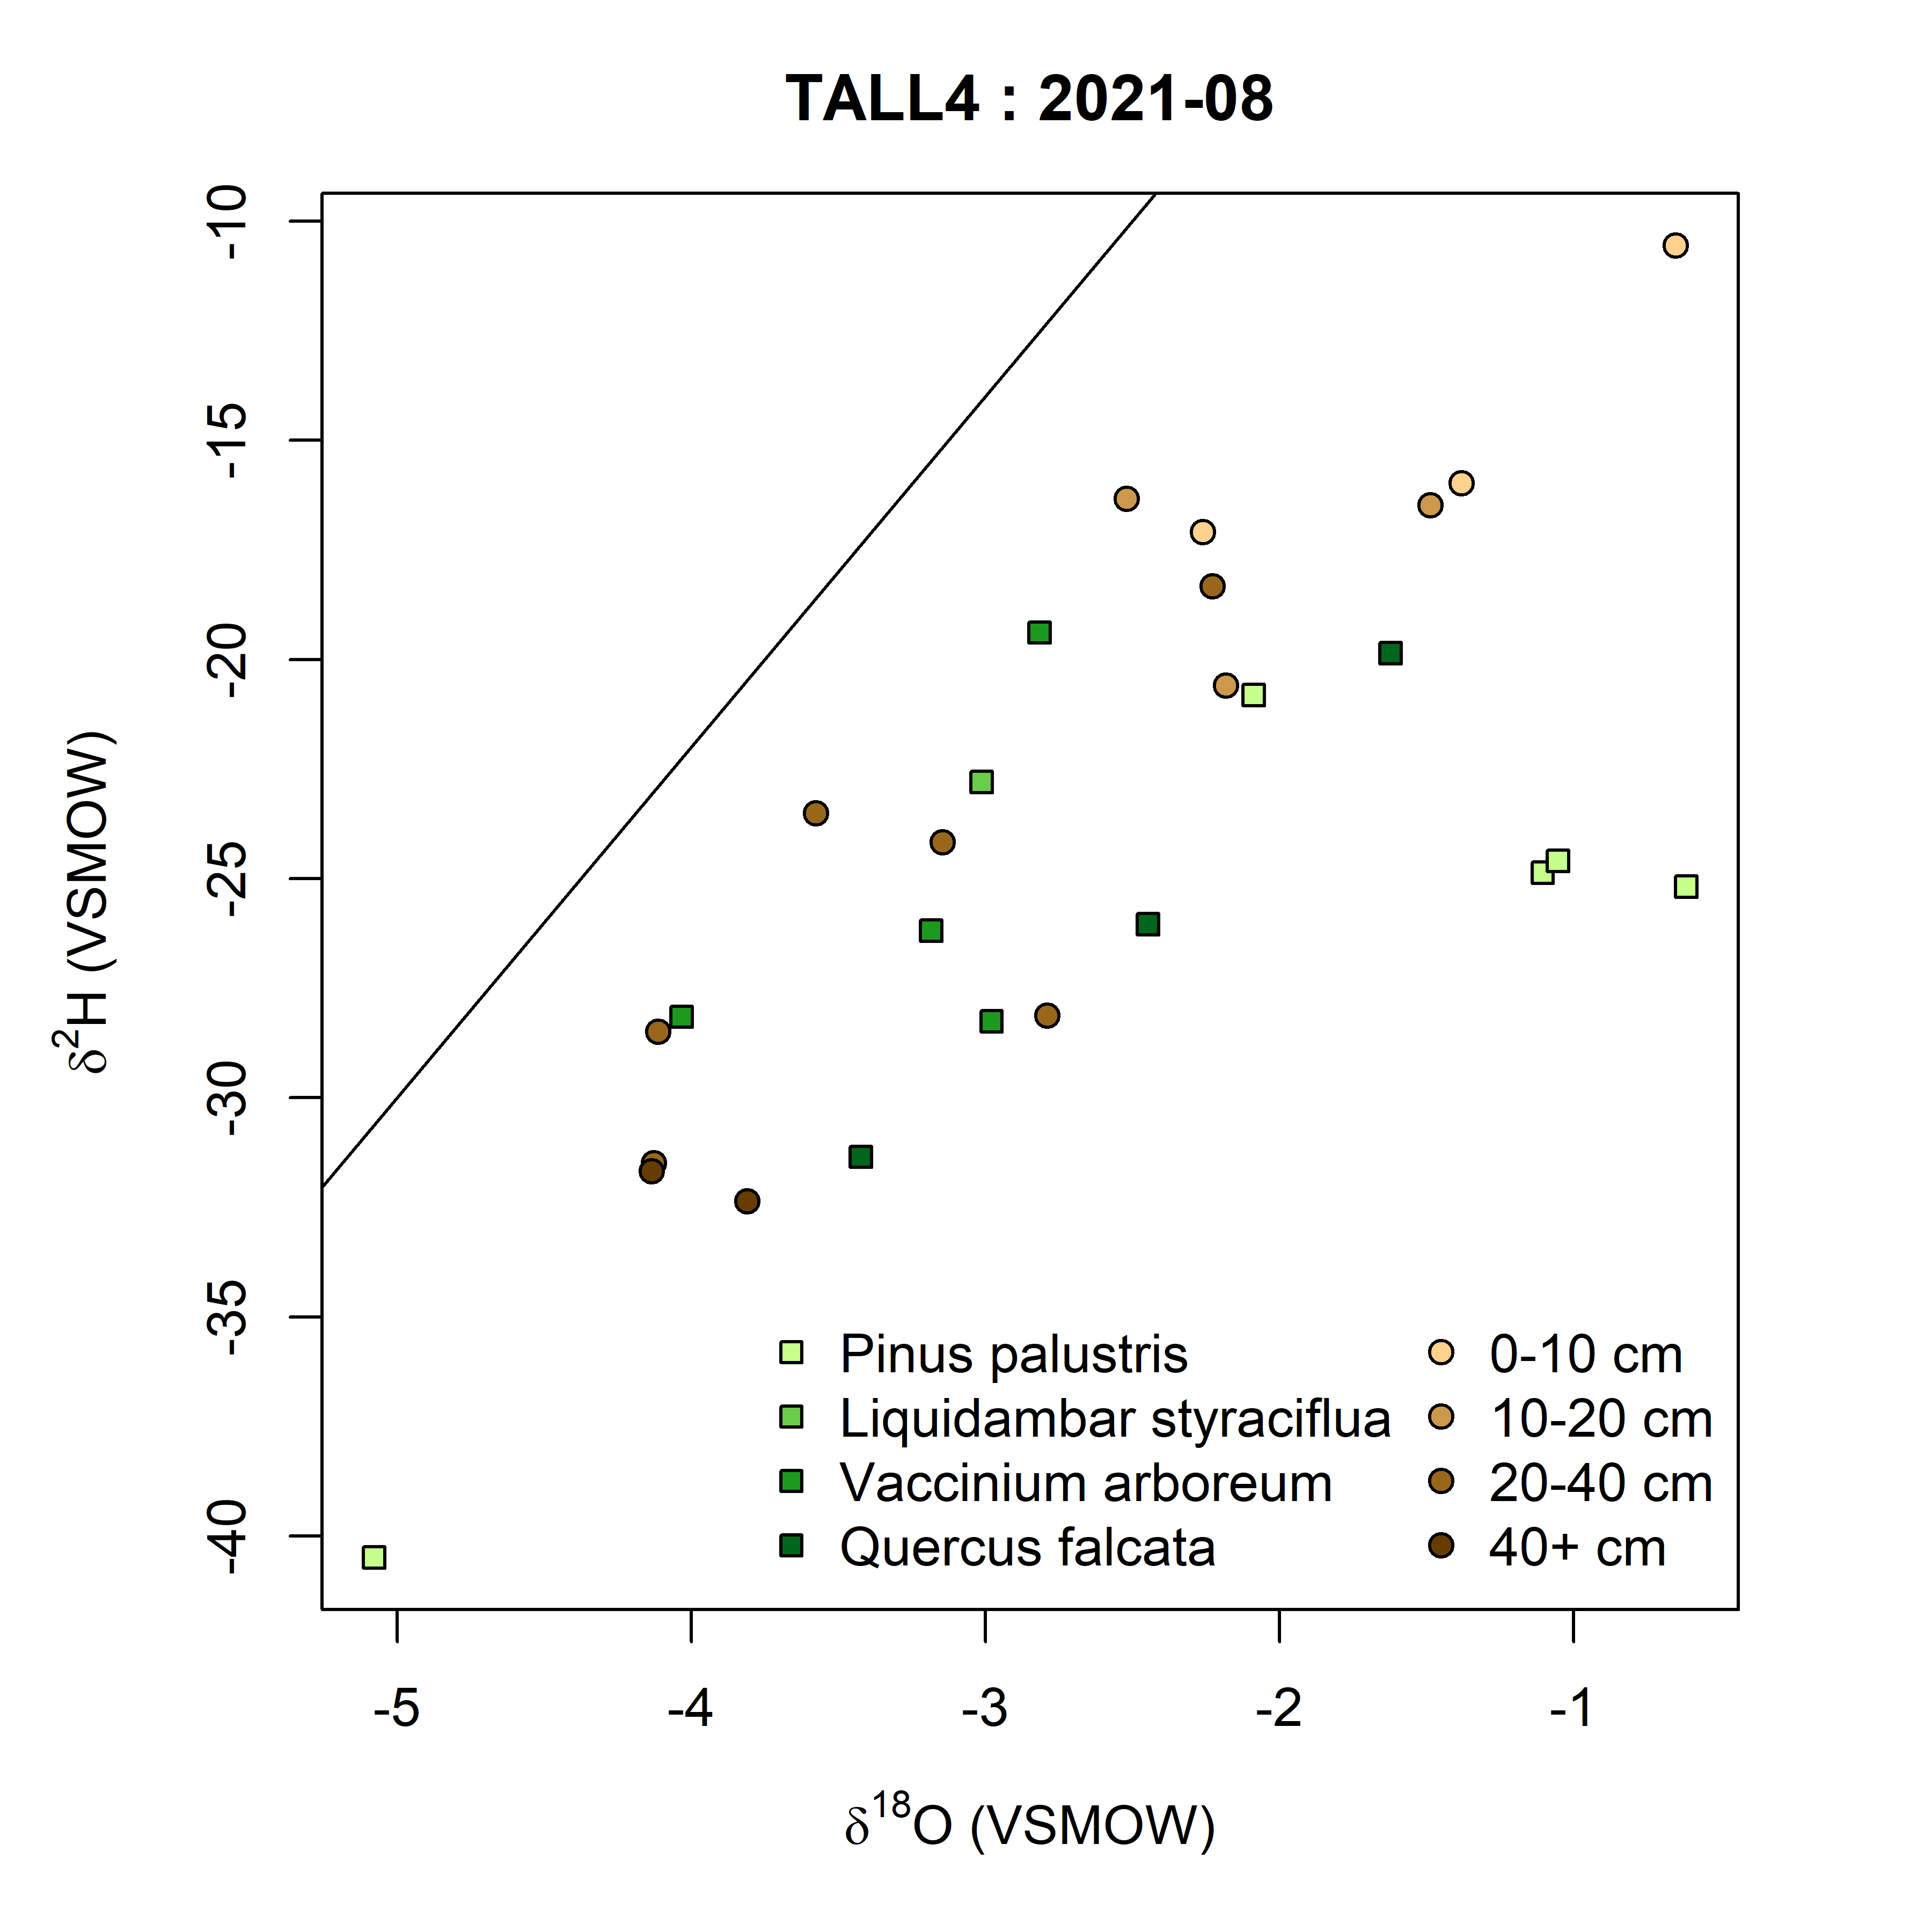 TALL4 : 2021-08
-10
-15
-20
-25
-30
-35
-40
δ²H (VSMOW)
Pinus palustris
Liquidambar styraciflua
Vaccinium arboreum
Quercus falcata
0-10 cm
10-20 cm
20-40 cm
40+ cm
-5 -4 -3 -2 -1
δ¹⁸O (VSMOW)